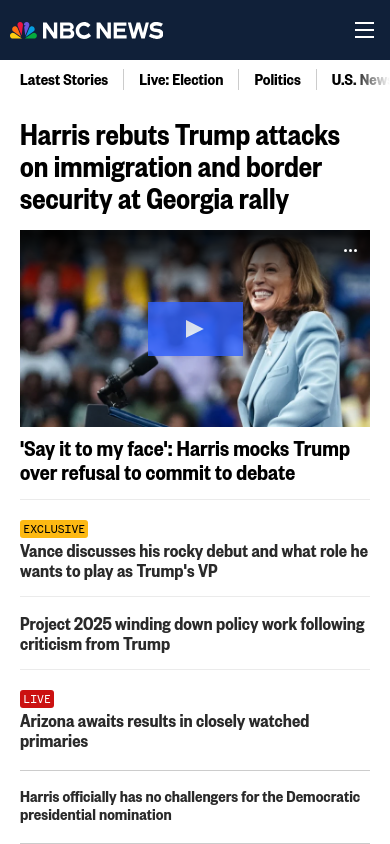 NBC NEWS
Latest Stories
Live: Election
Politics
U.S. News
Harris rebuts Trump attacks
on immigration and border
security at Georgia rally
'Say it to my face': Harris mocks Trump
over refusal to commit to debate
EXCLUSIVE
Vance discusses his rocky debut and what role he
wants to play as Trump's VP
Project 2025 winding down policy work following
criticism from Trump
LIVE
Arizona awaits results in closely watched
primaries
Harris officially has no challengers for the Democratic
presidential nomination